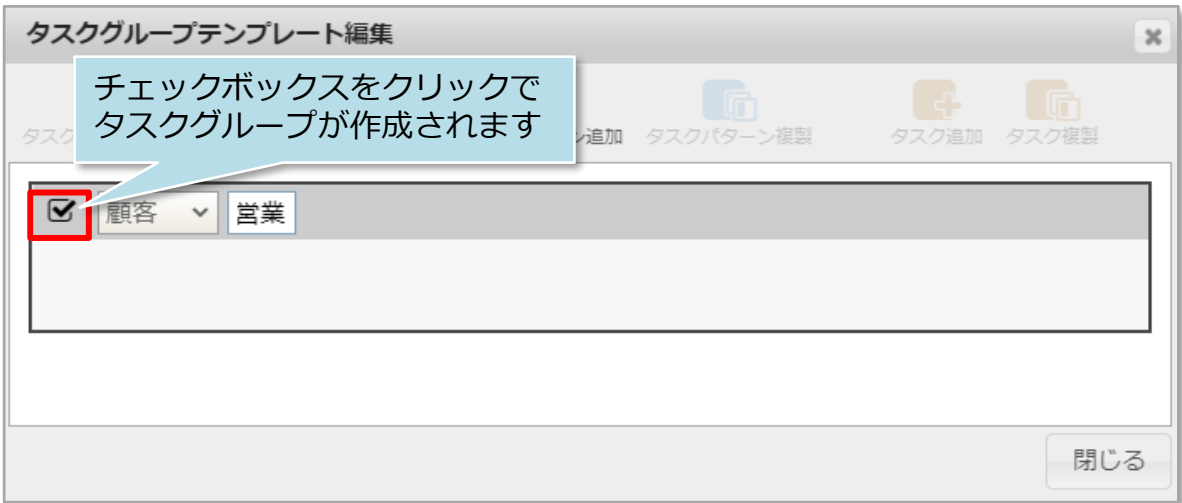 タスクグループテンプレート編集
チェックボックスをクリックで
タスクグループが作成されます
タスク
ン追加 タスクパターン複製 タスク追加 タスク複製
顧客 営業
閉じる